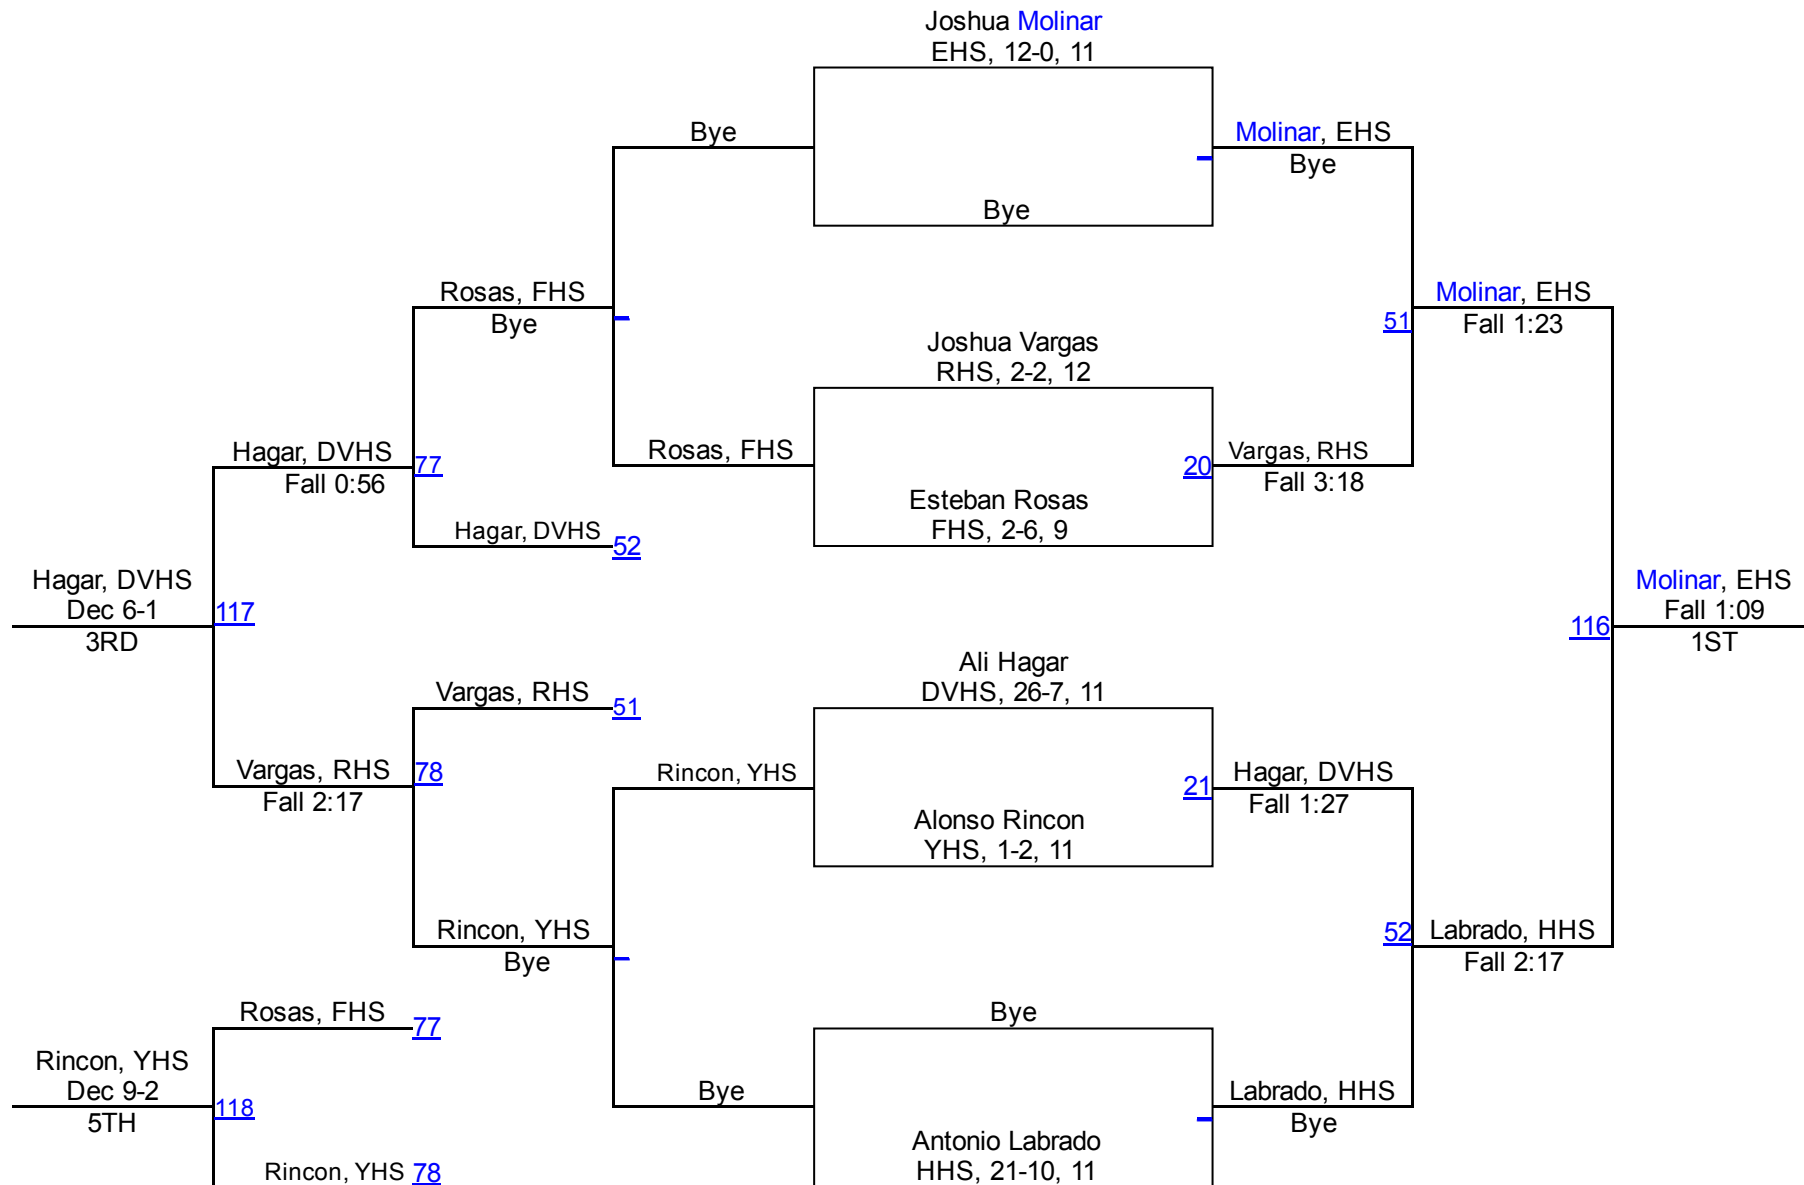 Joshua Molinar
EHS, 12-0, 11
Bye
Molinar, EHS
Bye
Bye
Rosas, FHS
Bye
Molinar, EHS
51
Fall 1:23
Joshua Vargas
RHS, 2-2, 12
Hagar, DVHS
77
Fall 0:56
Rosas, FHS
20
Vargas, RHS
Fall 3:18
Esteban Rosas
FHS, 2-6, 9
Hagar, DVHS
52
Hagar, DVHS
Dec 6-1
117
3RD
Molinar, EHS
Fall 1:09
116
1ST
Ali Hagar
DVHS, 26-7, 11
Vargas, RHS
51
Vargas, RHS
78
Fall 2:17
Rincon, YHS
21
Hagar, DVHS
Fall 1:27
Alonso Rincon
YHS, 1-2, 11
Rincon, YHS
Bye
52
Labrado, HHS
Fall 2:17
Rosas, FHS
77
Bye
Rincon, YHS
Dec 9-2
118
5TH
Bye
Labrado, HHS
Bye
Antonio Labrado
HHS, 21-10, 11
Rincon, YHS
78